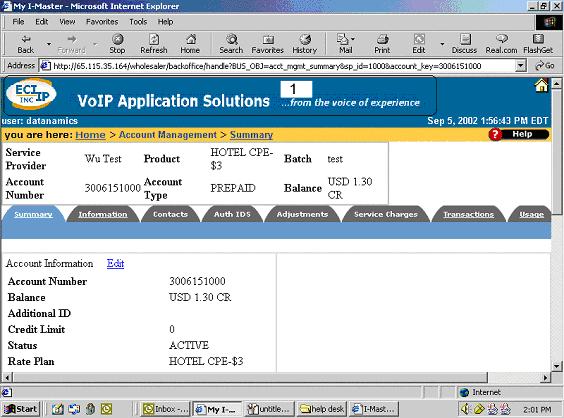 My I-Master - Microsoft Internet Explorer
File Edit View Favorites Tools Help
Back Forward Stop Refresh Home Search Favorites History Mail Print Edit Discuss Real.com FlashGet
Address http://65.115.35.164/wholesaler/backoffice/handle?BUS_OBJ=acct_mgmt_summary&sp_id=1000&account_key=3006151000 Go
ECI IP INC VoIP Application Solutions 1 ...from the voice of experience
user: datanamics Sep 5, 2002 1:56:43 PM EDT
you are here: Home > Account Management > Summary ? Help
Service Provider Wu Test Product HOTEL CPE-$3 Batch test
Account Number 3006151000 Account Type PREPAID Balance USD 1.30 CR
Summary Information Contacts Auth IDS Adjustments Service Charges Transactions Usage
Account Information Edit
Account Number 3006151000
Balance USD 1.30 CR
Additional ID
Credit Limit 0
Status ACTIVE
Rate Plan HOTEL CPE-$3
Internet
Start Inbox -... My I-... untitle... help desk I-Mast... 2:01 PM